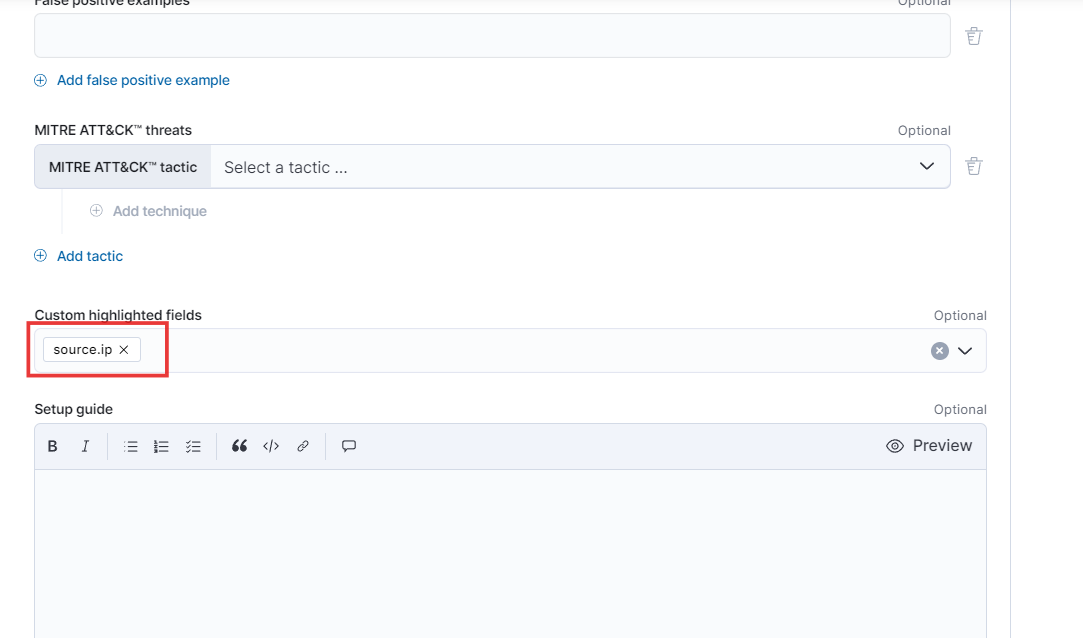 False positive examples
Optional
Add false positive example
MITRE ATT&CK™ threats
Optional
MITRE ATT&CK™ tactic
Select a tactic ...
Add technique
Add tactic
Custom highlighted fields
Optional
source.ip
Setup guide
Optional
B I
Preview